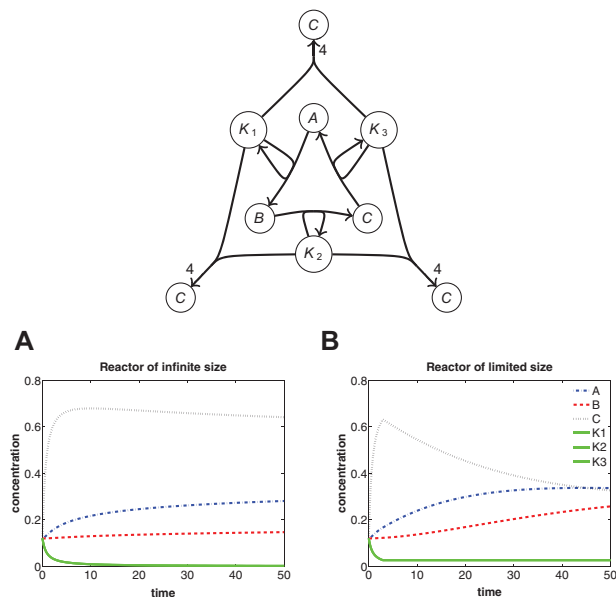 C
4
K1
A
K3
B
C
K2
4
4
C
C
A
B
Reactor of infinite size
Reactor of limited size
0.8
0.6
0.4
0.2
0
concentration
0
10
20
30
40
50
time
0.8
0.6
0.4
0.2
0
concentration
0
10
20
30
40
50
time
A
B
C
K1
K2
K3